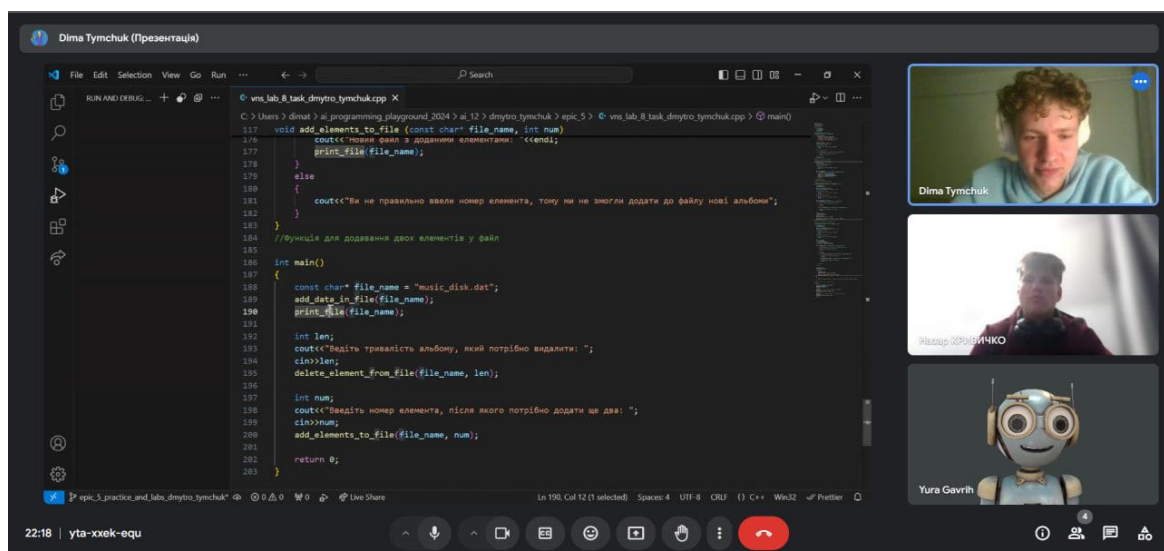 Dima Tymchuk (Презентація)
File Edit Selection View Go Run ··· Search
RUN AND DEBUG: ... vns_lab_8_task_dmytro_tymchuk.cpp
C: > Users > dimat > ai_programming_playground_2024 > ai_12 > dmytro_tymchuk > epic_5 > vns_lab_8_task_dmytro_tymchuk.cpp > main()
117 void add_elements_to_file (const char* file_name, int num)
176 cout<<"Новий файл з доданими елементами: "<<endl;
177 print_file(file_name);
178 }
179 else
180 {
181 cout<<"Ви не правильно ввели номер елемента, тому ми не змогли додати до файлу нові альбоми";
182 }
183 }
184 //Функція для додавання двох елементів у файл
185
186 int main()
187 {
188 const char* file_name = "music_disk.dat";
189 add_data_in_file(file_name);
190 print_file(file_name);
191
192 int len;
193 cout<<"Ведіть тривалість альбому, який потрібно видалити: ";
194 cin>>len;
195 delete_element_from_file(file_name, len);
196
197 int num;
198 cout<<"Введіть номер елемента, після якого потрібно додати ще два: ";
199 cin>>num;
200 add_elements_to_file(file_name, num);
201
202 return 0;
203 }
epic_5_practice_and_labs_dmytro_tymchuk* 0 0 0 Live Share Ln 190, Col 12 (1 selected) Spaces: 4 UTF-8 CRLF {} C++ Win32 Prettier
Dima Tymchuk
Назар КРИВИЧКО
Yura Gavrih
22:18 | yta-xxek-equ
4